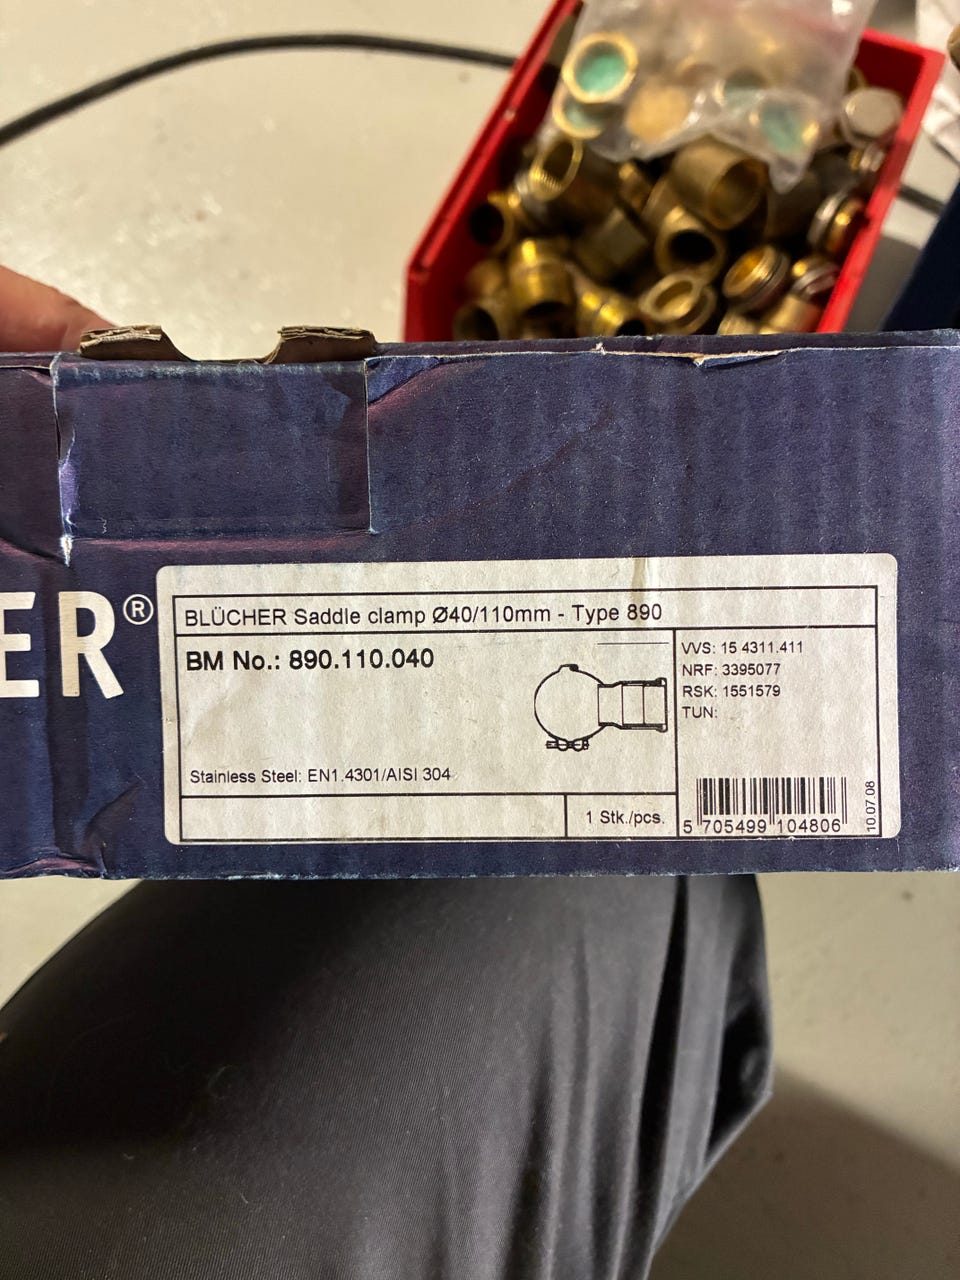 ER®
BLÜCHER Saddle clamp Ø40/110mm - Type 890
BM No.: 890.110.040
VVS: 15 4311.411
NRF: 3395077
RSK: 1551579
TUN:
Stainless Steel: EN1.4301/AISI 304
1 Stk./pcs.
5 705499 104806
10.07.08